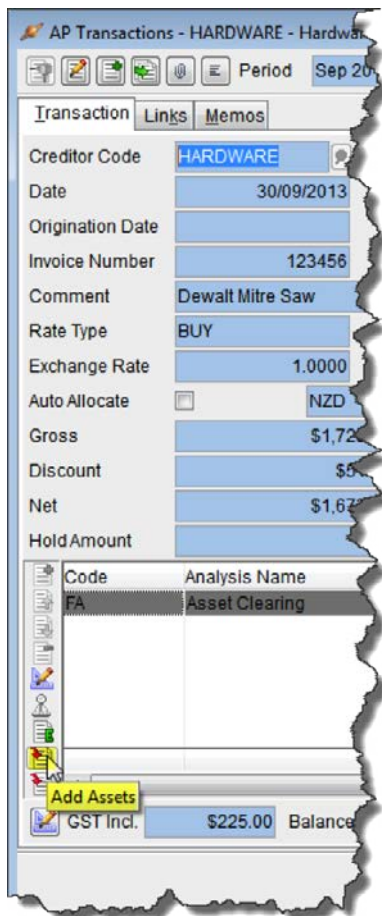 AP Transactions - HARDWARE -
Period Sep
Transaction Links Memos
Creditor Code HARDWARE
Date 30/09/2013
Origination Date
Invoice Number 123456
Comment Dewalt Mitre Saw
Rate Type BUY
Exchange Rate 1.0000
Auto Allocate NZD
Gross
Discount
Net
Hold Amount
Code Analysis Name
FA Asset Clearing
Add Assets
GST Incl. $225.00 Balance